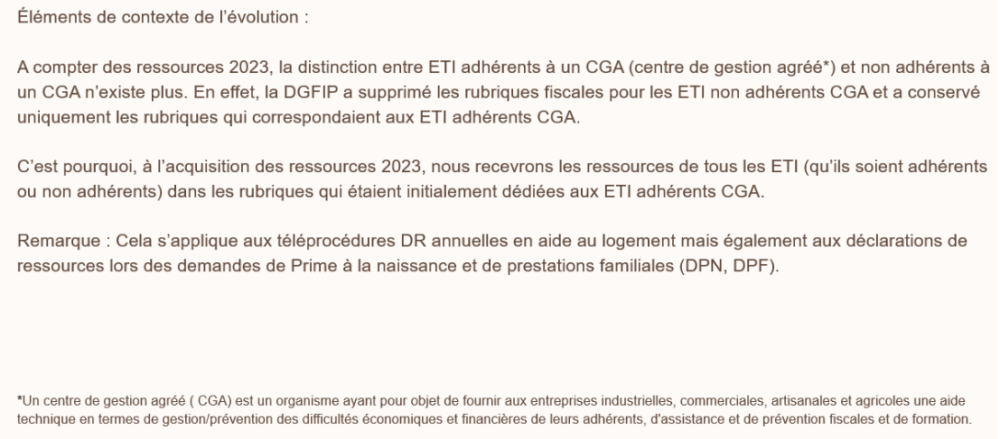 Éléments de contexte de l’évolution :
A compter des ressources 2023, la distinction entre ETI adhérents à un CGA (centre de gestion agréé*) et non adhérents à
un CGA n’existe plus. En effet, la DGFIP a supprimé les rubriques fiscales pour les ETI non adhérents CGA et a conservé
uniquement les rubriques qui correspondaient aux ETI adhérents CGA.
C’est pourquoi, à l’acquisition des ressources 2023, nous recevrons les ressources de tous les ETI (qu’ils soient adhérents
ou non adhérents) dans les rubriques qui étaient initialement dédiées aux ETI adhérents CGA.
Remarque : Cela s’applique aux téléprocédures DR annuelles en aide au logement mais également aux déclarations de
ressources lors des demandes de Prime à la naissance et de prestations familiales (DPN, DPF).
*Un centre de gestion agréé ( CGA) est un organisme ayant pour objet de fournir aux entreprises industrielles, commerciales, artisanales et agricoles une aide
technique en termes de gestion/prévention des difficultés économiques et financières de leurs adhérents, d'assistance et de prévention fiscales et de formation.